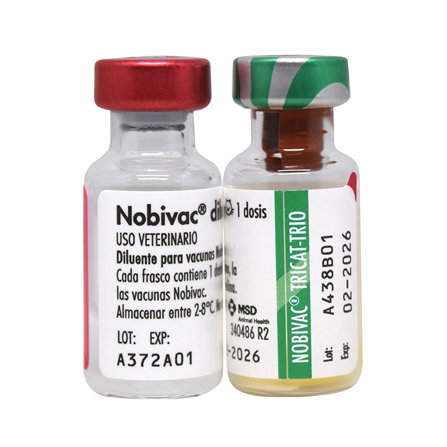 Nobivac®
USO VETERINARIO
Diluente para vacunas
Cada frasco contiene 1
las vacunas Nobivac.
Almacenar entre 2-8°C.
LOT: EXP:
A372A01
1 dosis
la
MSD
Animal Health
340486 R2
-2026
NOBIVAC® TRICAT-TRIO
Lot: A438B01
Exp: 02-2026